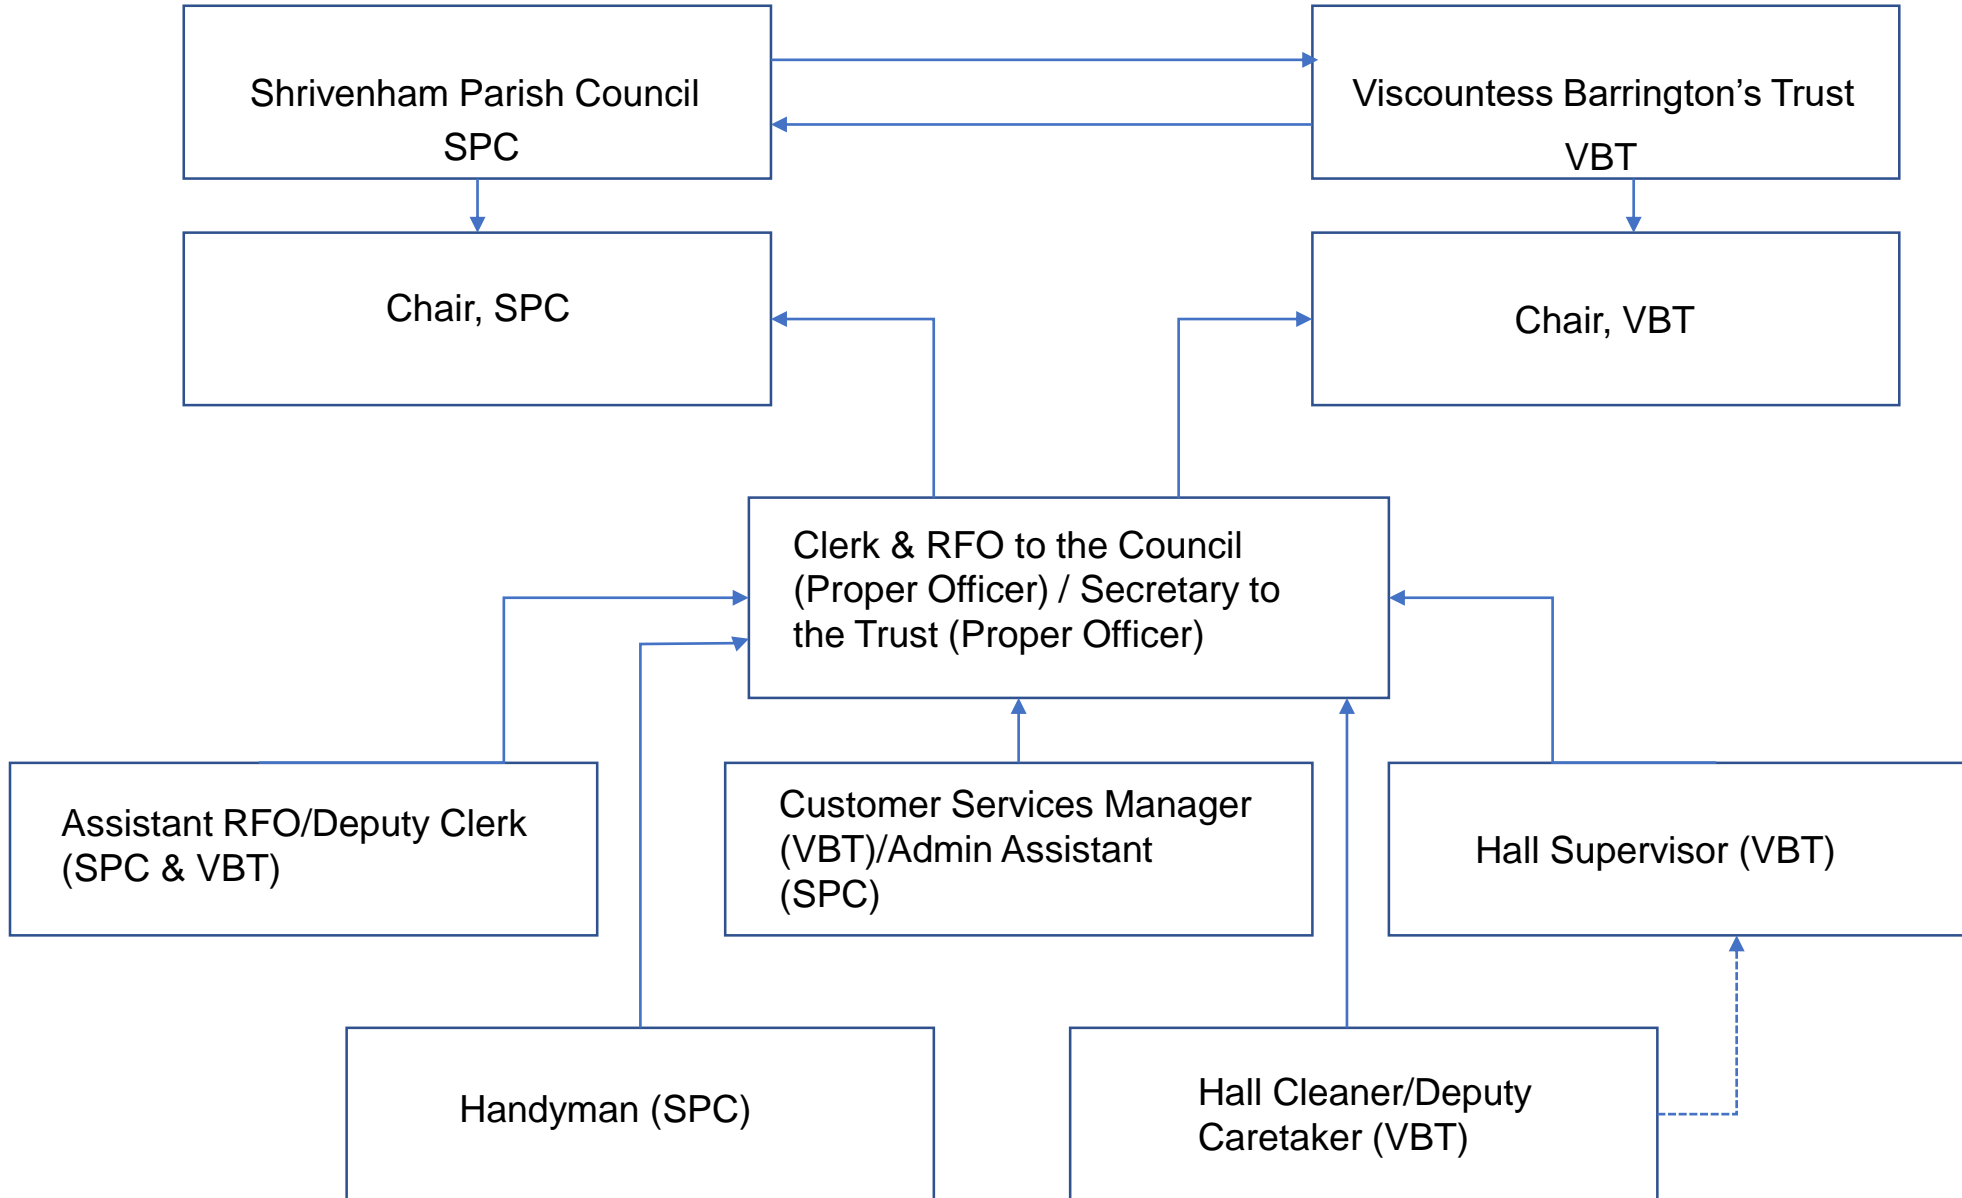 Shrivenham Parish Council
SPC
Viscountess Barrington’s Trust
VBT
Chair, SPC
Chair, VBT
Clerk & RFO to the Council
(Proper Officer) / Secretary to
the Trust (Proper Officer)
Assistant RFO/Deputy Clerk
(SPC & VBT)
Customer Services Manager
(VBT)/Admin Assistant
(SPC)
Hall Supervisor (VBT)
Handyman (SPC)
Hall Cleaner/Deputy
Caretaker (VBT)